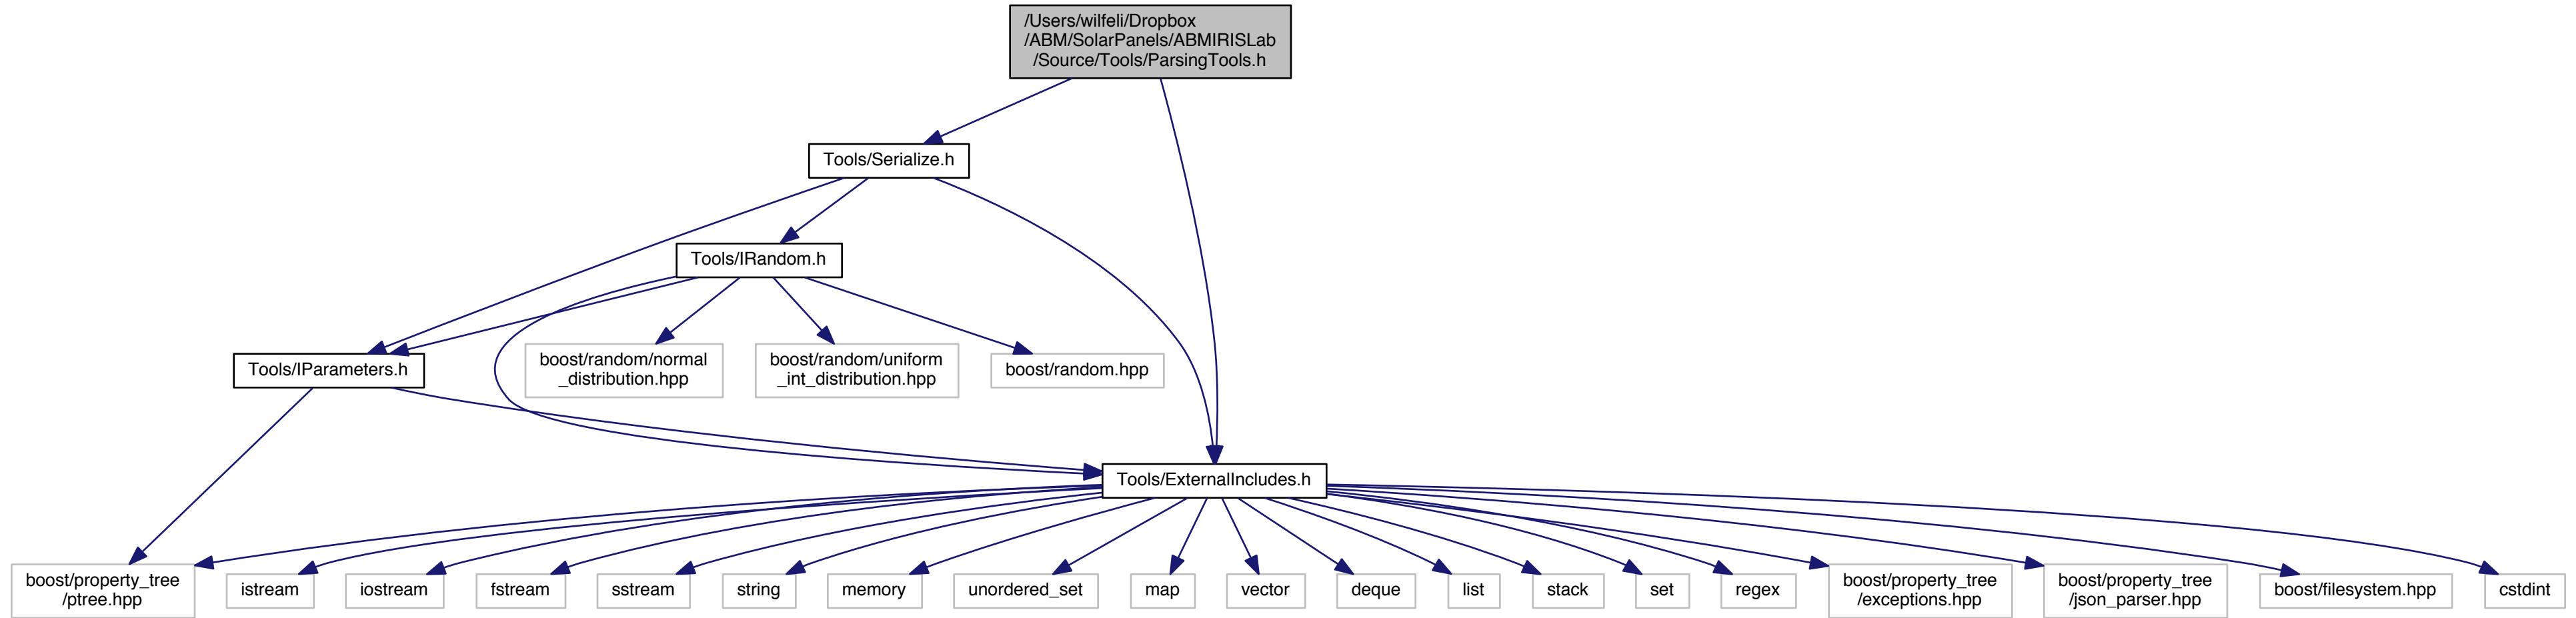 /Users/wilfeli/Dropbox
/ABM/SolarPanels/ABMIRISLab
/Source/Tools/ParsingTools.h
Tools/Serialize.h
Tools/IRandom.h
Tools/IParameters.h
boost/random/normal
_distribution.hpp
boost/random/uniform
_int_distribution.hpp
boost/random.hpp
Tools/ExternalIncludes.h
boost/property_tree
/ptree.hpp
istream
iostream
fstream
sstream
string
memory
unordered_set
map
vector
deque
list
stack
set
regex
boost/property_tree
/exceptions.hpp
boost/property_tree
/json_parser.hpp
boost/filesystem.hpp
cstdint